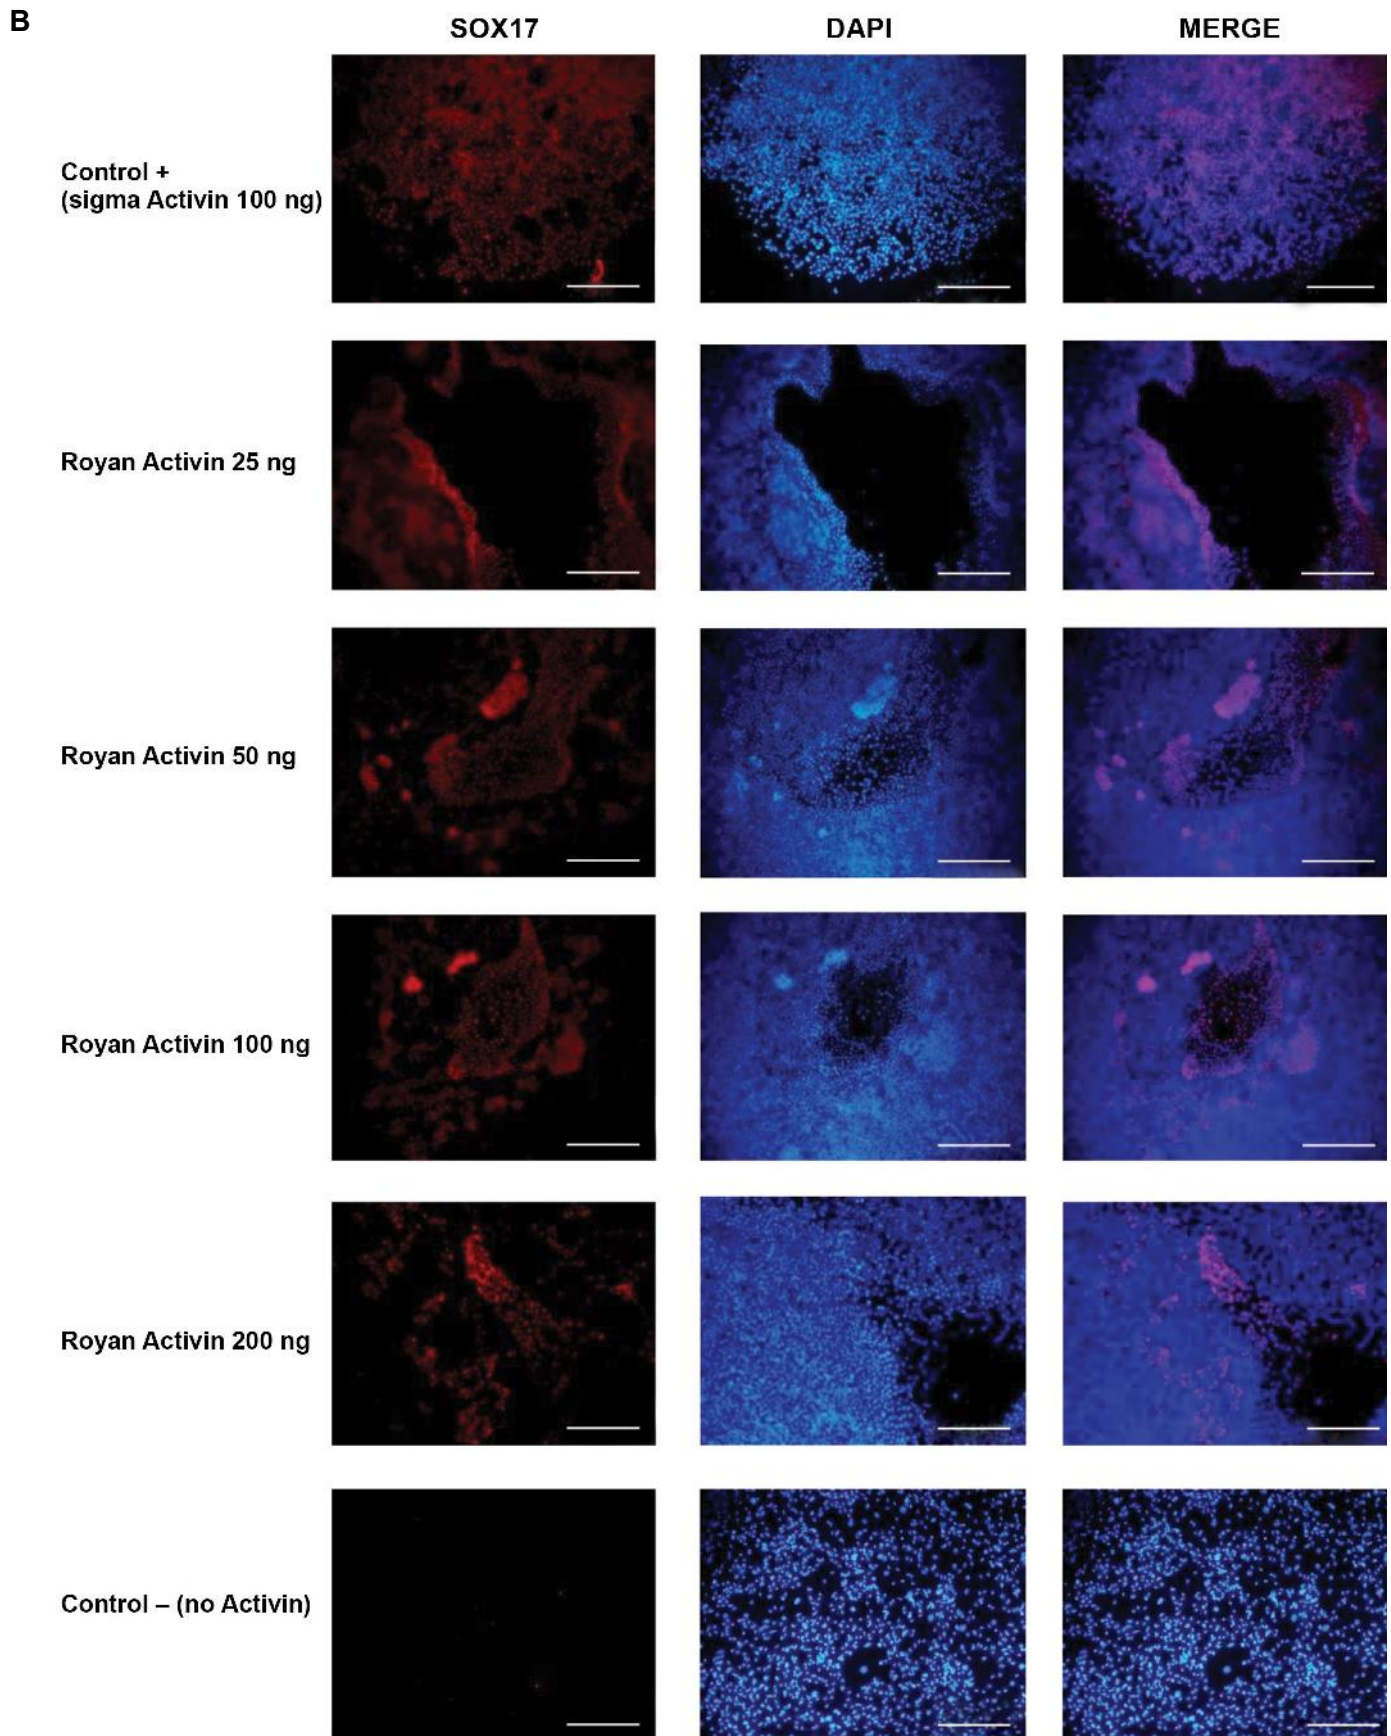 B
SOX17 DAPI MERGE
Control +
(sigma Activin 100 ng)
Royan Activin 25 ng
Royan Activin 50 ng
Royan Activin 100 ng
Royan Activin 200 ng
Control – (no Activin)